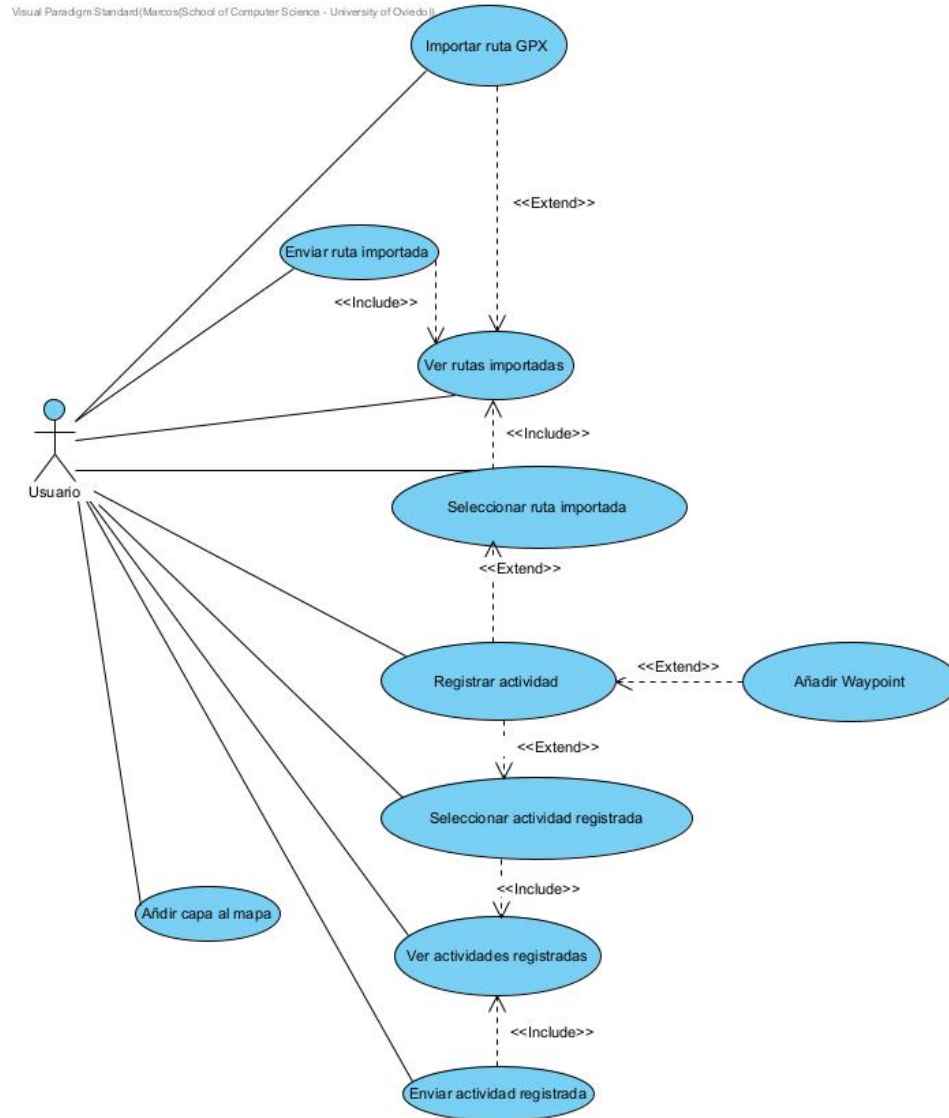 Visual Paradigm Standard(Marcos(School of Computer Science - University of Oviedo))
Importar ruta GPX
<<Extend>>
Enviar ruta importada
<<Include>>
Ver rutas importadas
<<Include>>
Usuario
Seleccionar ruta importada
<<Extend>>
Registrar actividad
<<Extend>>
Añadir Waypoint
<<Extend>>
Seleccionar actividad registrada
<<Include>>
Añdir capa al mapa
Ver actividades registradas
<<Include>>
Enviar actividad registrada